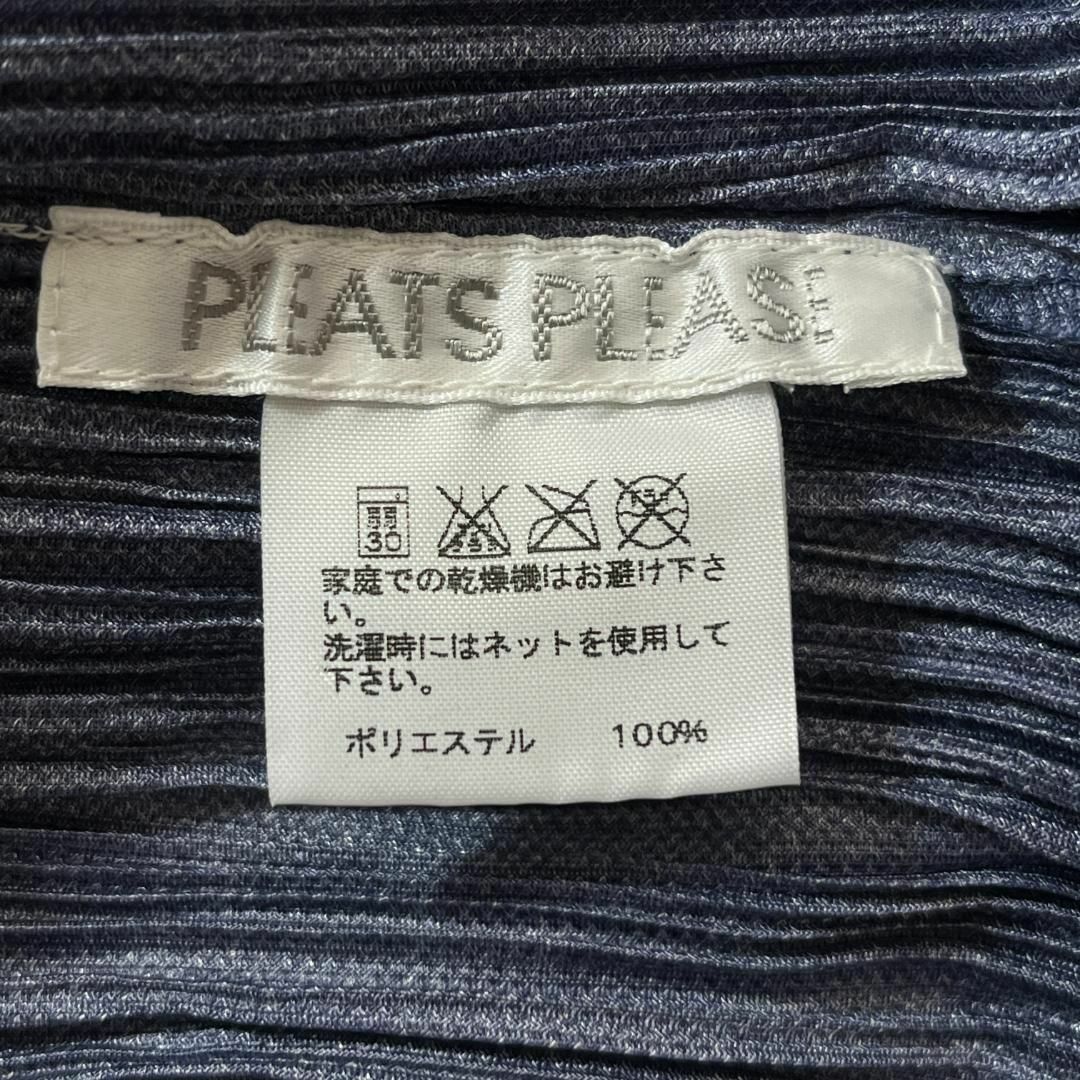 PLEATS PLEASE
弱
30
家庭での乾燥機はお避け下さ
い。
洗濯時にはネットを使用して
下さい。
ポリエステル 100%